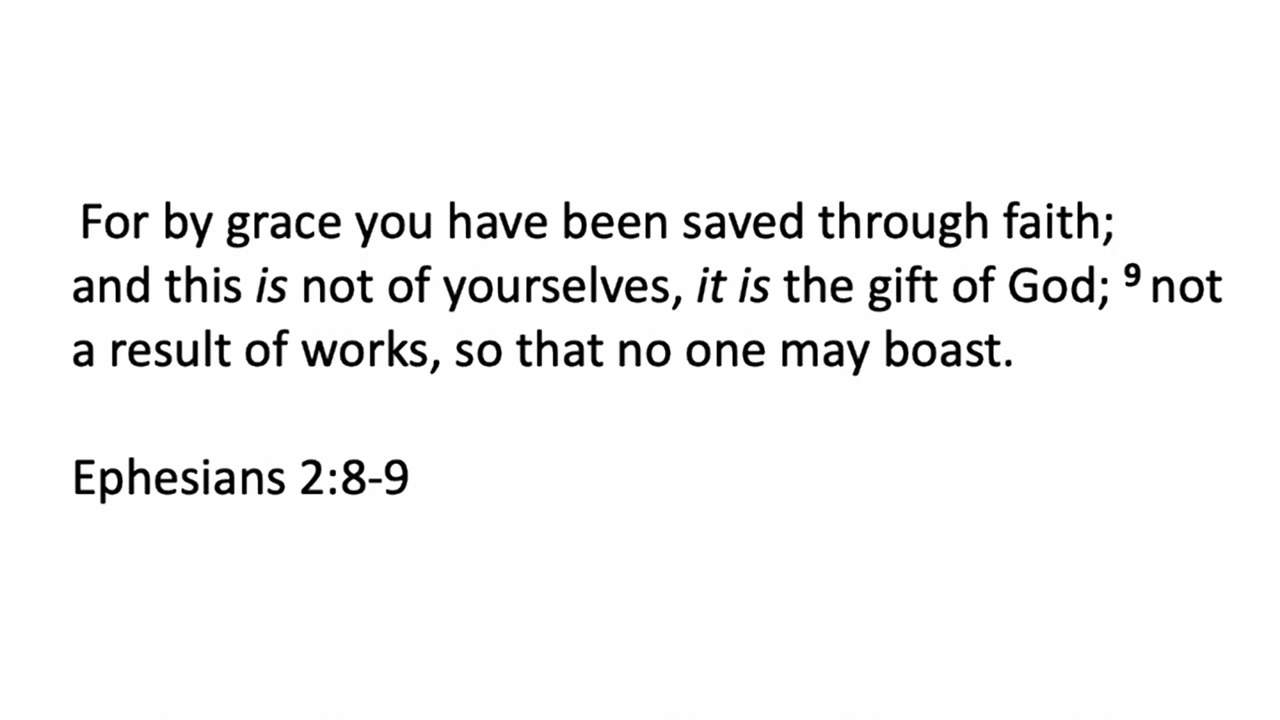 For by grace you have been saved through faith;
and this is not of yourselves, it is the gift of God; ⁹ not
a result of works, so that no one may boast.
Ephesians 2:8-9